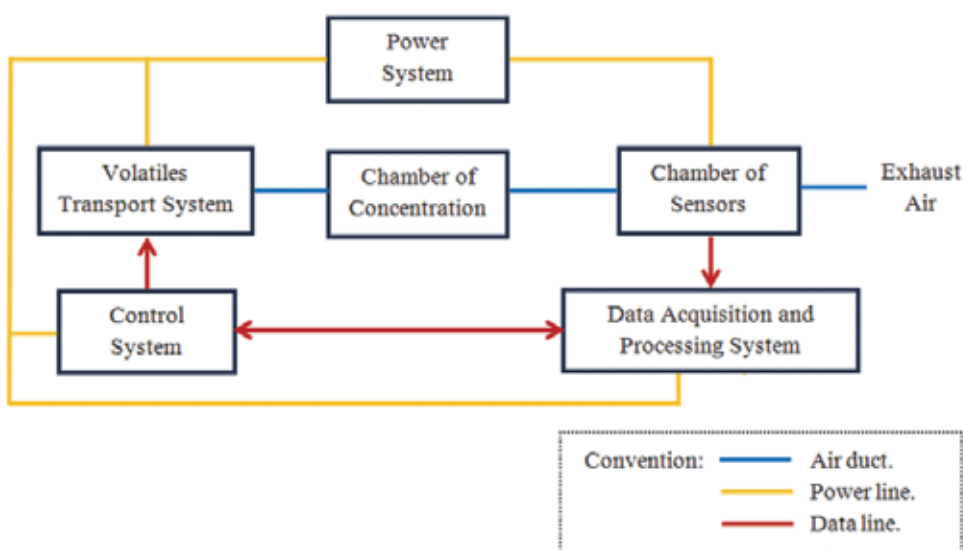 Power
System
Volatiles
Transport System
Chamber of
Concentration
Chamber of
Sensors
Exhaust
Air
Control
System
Data Acquisition and
Processing System
Convention:
Air duct.
Power line.
Data line.